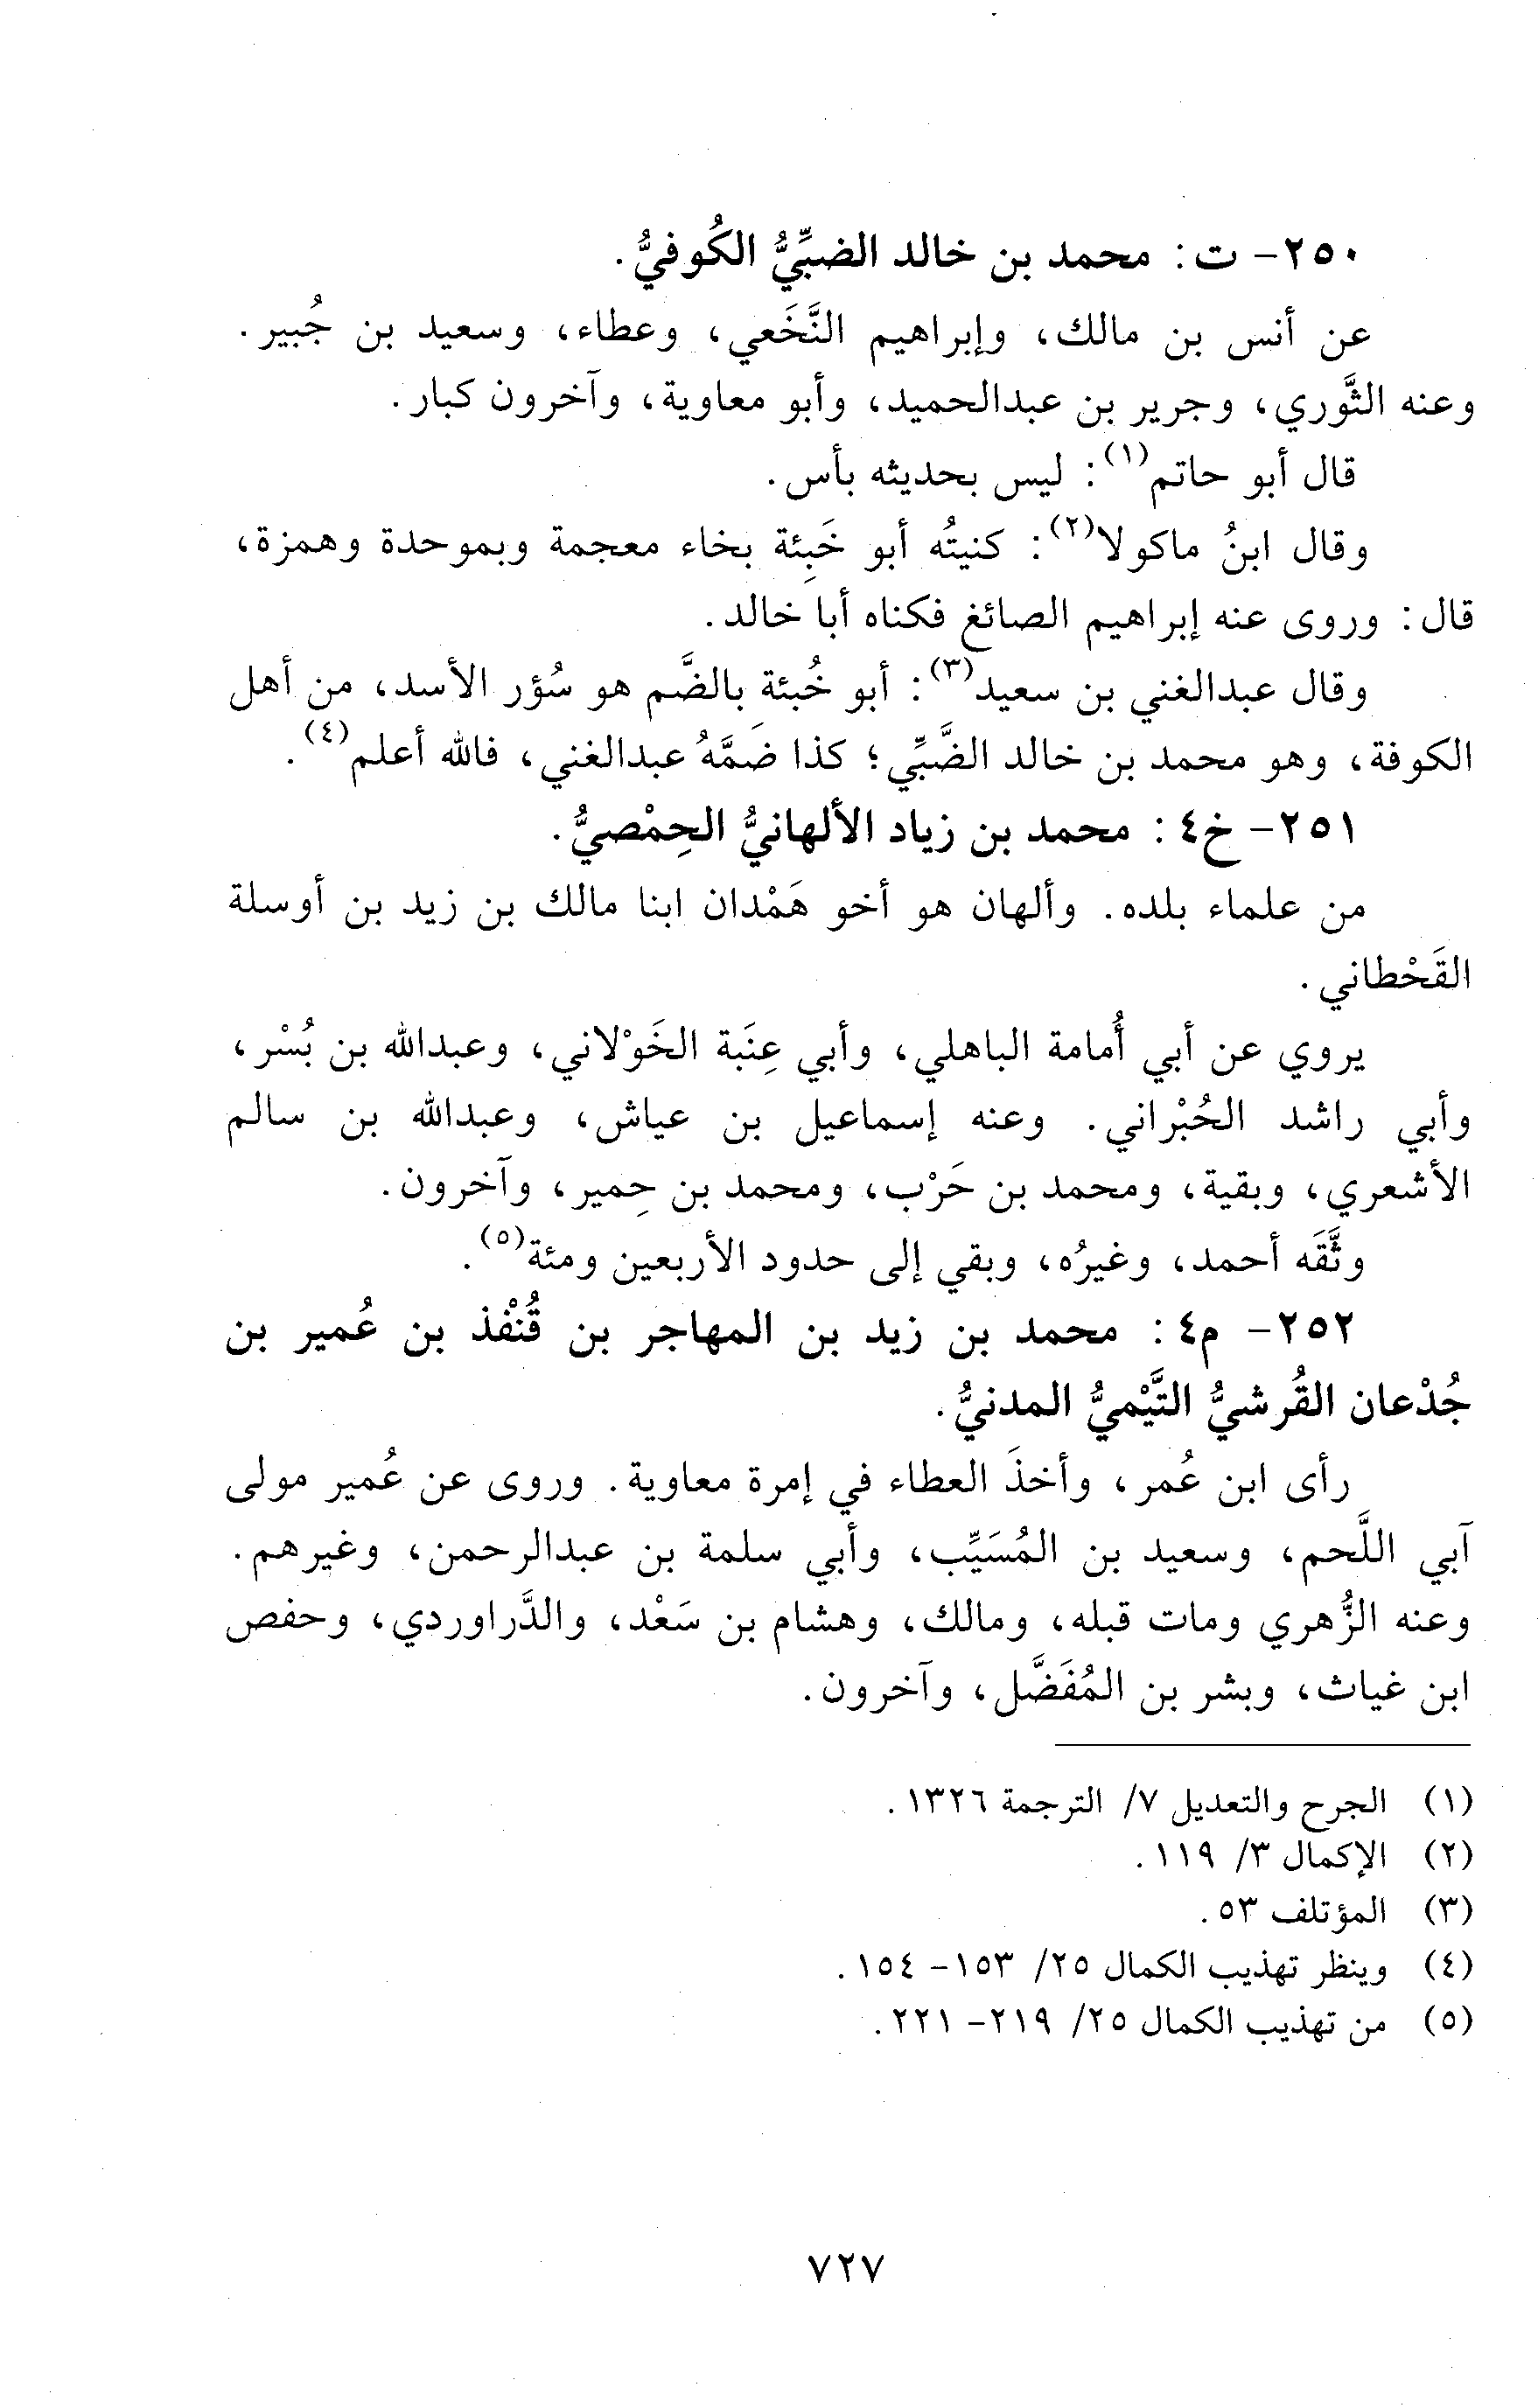 ٢٥٠- ت: محمد بن خالد الضبِّيُّ الكُوفيُّ.
عن أنس بن مالك، وإبراهيم النَّخَعي، وعطاء، وسعيد بن جُبير.
وعنه الثَّوري، وجرير بن عبدالحميد، وأبو معاوية، وآخرون كبار.
قال أبو حاتم(١): ليس بحديثه بأس.
وقال ابنُ ماكولا(٢): كنيتُه أبو خَبِئة بخاء معجمة وبموحدة وهمزة،
قال: وروى عنه إبراهيم الصائغ فكناه أبا خالد.
وقال عبدالغني بن سعيد(٣): أبو خُبئة بالضَّم هو سُؤر الأسد، من أهل
الكوفة، وهو محمد بن خالد الضَّبِّي؛ كذا ضَمَّهُ عبدالغني، فالله أعلم(٤).
٢٥١- خ٤: محمد بن زياد الألهانيُّ الحِمْصيُّ.
من علماء بلده. وألهان هو أخو هَمْدان ابنا مالك بن زيد بن أوسلة
القَحْطاني.
يروي عن أبي أُمامة الباهلي، وأبي عِنَبة الخَوْلاني، وعبدالله بن بُسْر،
وأبي راشد الحُبْراني. وعنه إسماعيل بن عياش، وعبدالله بن سالم
الأشعري، وبقية، ومحمد بن حَرْب، ومحمد بن حِمير، وآخرون.
وثَّقَه أحمد، وغيرُه، وبقي إلى حدود الأربعين ومئة(٥).
٢٥٢- م٤: محمد بن زيد بن المهاجر بن قُنْفُذ بن عُمير بن
جُدْعان القُرشيُّ التَّيْميُّ المدنيُّ.
رأى ابن عُمر، وأخذَ العطاء في إمرة معاوية. وروى عن عُمير مولى
آبي اللَّحم، وسعيد بن المُسَيِّب، وأبي سلمة بن عبدالرحمن، وغيرهم.
وعنه الزُّهري ومات قبله، ومالك، وهشام بن سَعْد، والدَّراوردي، وحفص
ابن غياث، وبشر بن المُفَضَّل، وآخرون.
(١) الجرح والتعديل ٧/ الترجمة ١٣٢٦.
(٢) الإكمال ٣/ ١١٩.
(٣) المؤتلف ٥٣.
(٤) وينظر تهذيب الكمال ٢٥/ ١٥٣- ١٥٤.
(٥) من تهذيب الكمال ٢٥/ ٢١٩- ٢٢١.
٧٢٧